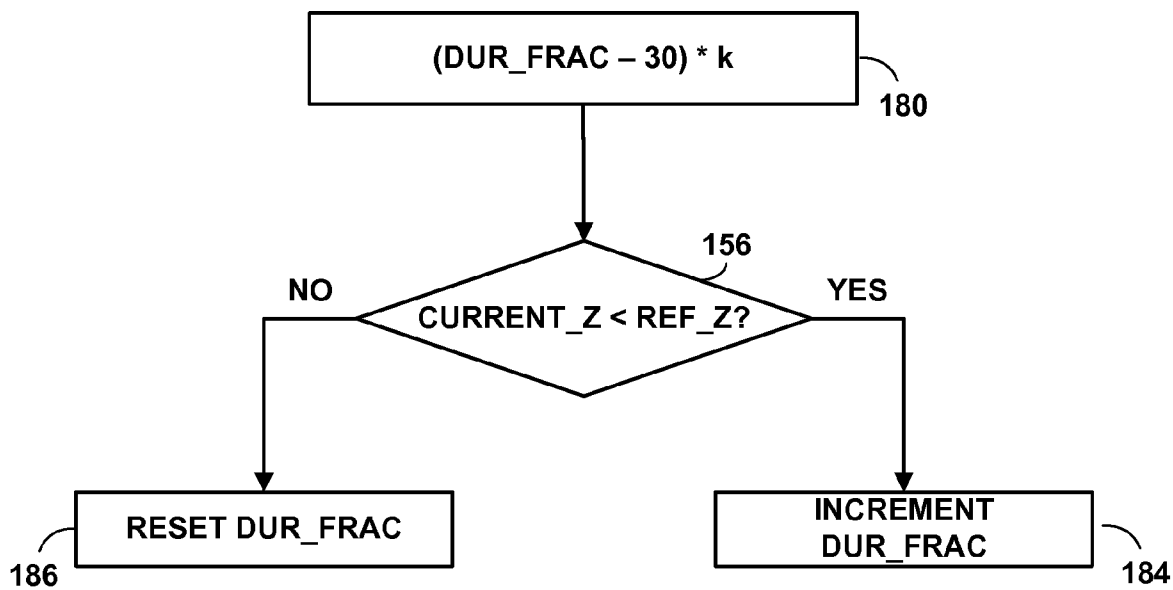 (DUR_FRAC – 30) * k
180
156
NO
YES
CURRENT_Z < REF_Z?
RESET DUR_FRAC
INCREMENT
DUR_FRAC
186
184